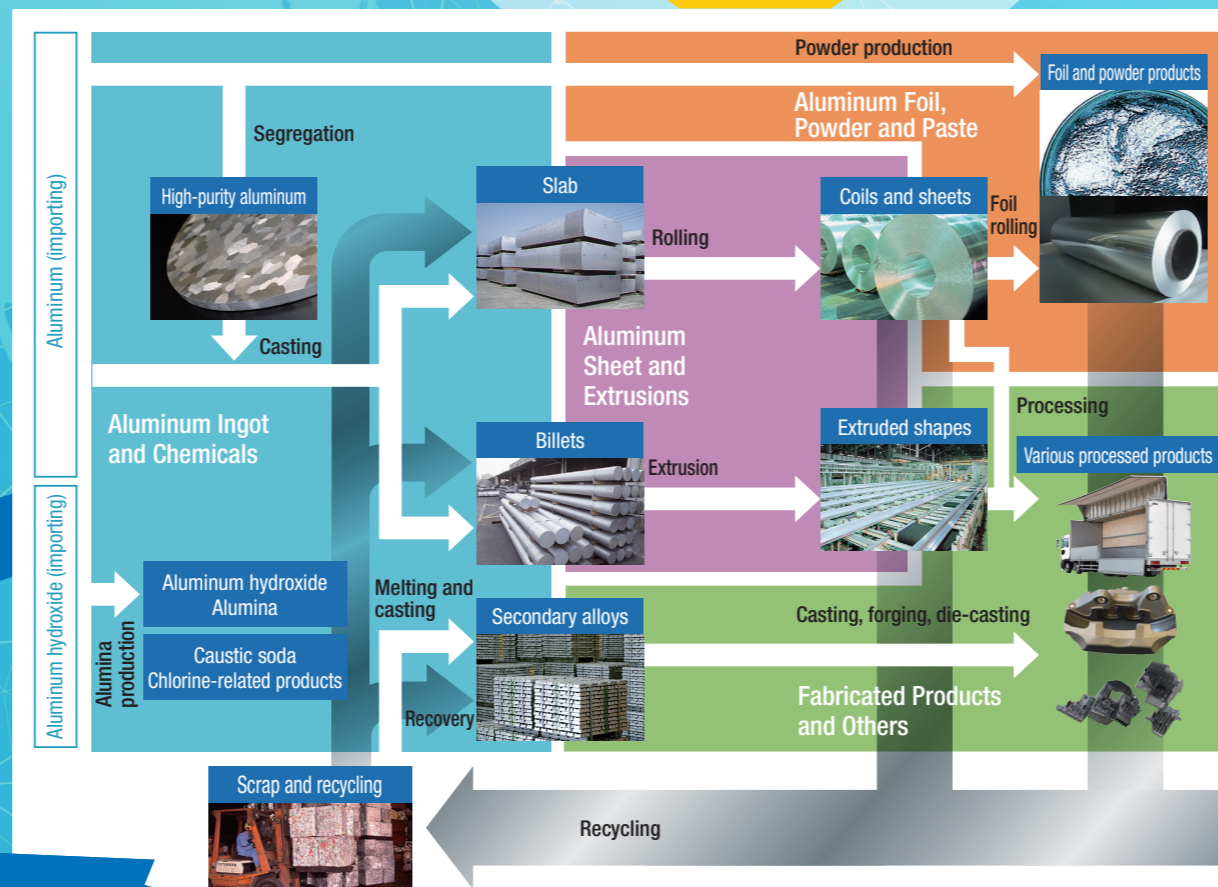 Aluminum (importing)
Aluminum hydroxide (importing)
Powder production
Foil and powder products
Aluminum Foil,
Powder and Paste
Segregation
High-purity aluminum
Slab
Rolling
Coils and sheets
Foil
rolling
Casting
Aluminum
Sheet and
Extrusions
Aluminum Ingot
and Chemicals
Billets
Extrusion
Extruded shapes
Processing
Various processed products
Aluminum hydroxide
Alumina
Alumina
production
Caustic soda
Chlorine-related products
Melting and
casting
Secondary alloys
Recovery
Casting, forging, die-casting
Fabricated Products
and Others
Scrap and recycling
Recycling